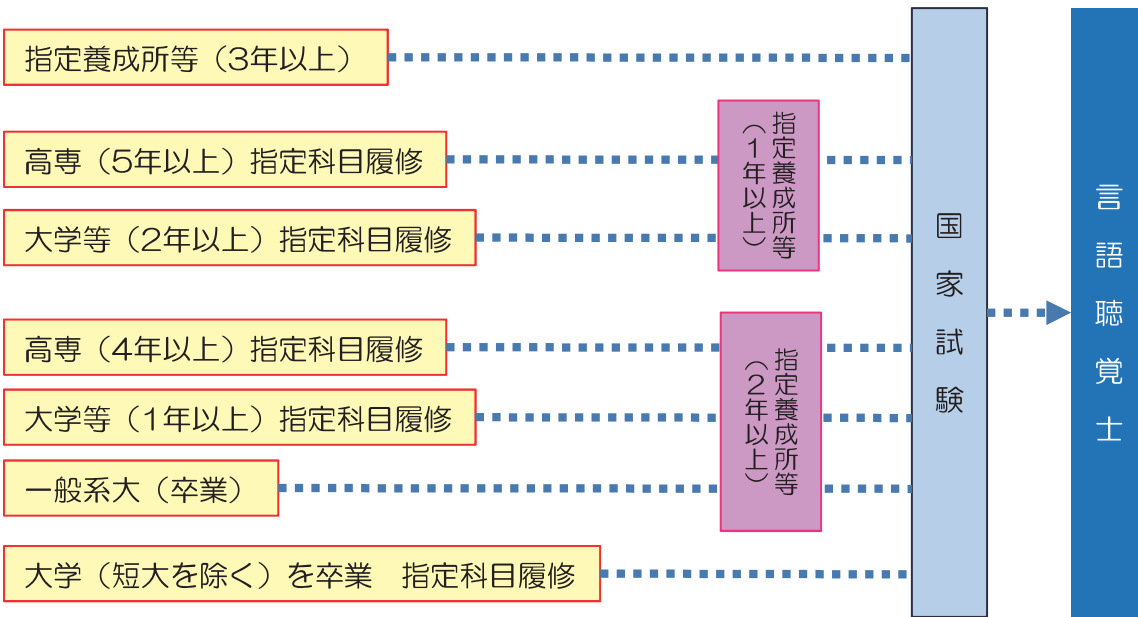 指定養成所等（3年以上）
高専（5年以上）指定科目履修
大学等（2年以上）指定科目履修
指定養成所等
（1年以上）
高専（4年以上）指定科目履修
大学等（1年以上）指定科目履修
一般系大（卒業）
指定養成所等
（2年以上）
大学（短大を除く）を卒業　指定科目履修
国家試験
言語聴覚士